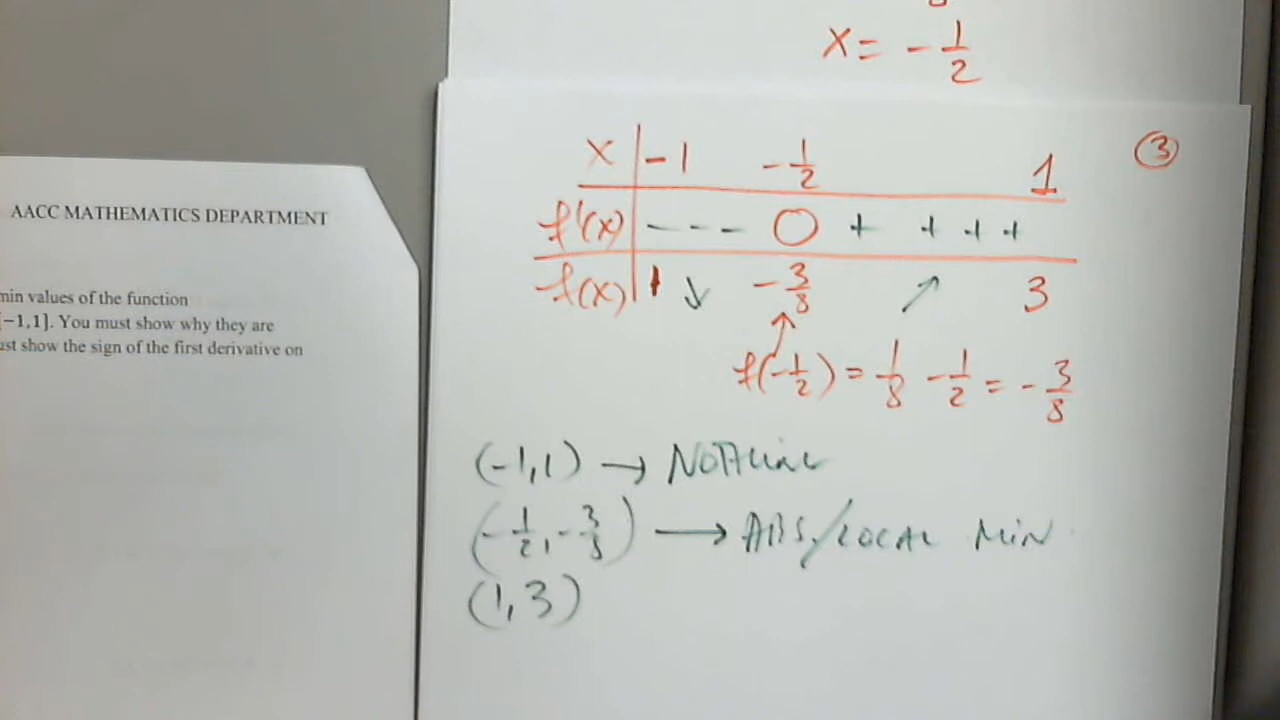 x = -1/2
AACC MATHEMATICS DEPARTMENT
min values of the function
[−1,1]. You must show why they are
ust show the sign of the first derivative on
3
x | -1 -1/2 1
f'(x) | - - - 0 + + + +
f(x) | 1 ↓ -3/8 ↗ 3
f(-1/2) = 1/8 - 1/2 = -3/8
(-1,1) → NOTHING
(-1/2, -3/8) → ABS/LOCAL MIN
(1,3)